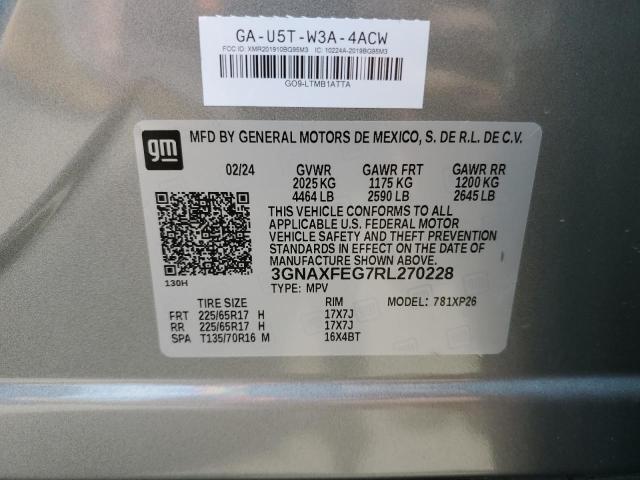 GA-U5T-W3A-4ACW
FCC ID: XMR201910BG95M3 IC: 10224A-2019BG95M3
GO9-LTMB1ATTA
gm
MFD BY GENERAL MOTORS DE MEXICO, S. DE R.L. DE C.V.
02/24 GVWR GAWR FRT GAWR RR
2025 KG 1175 KG 1200 KG
4464 LB 2590 LB 2645 LB
THIS VEHICLE CONFORMS TO ALL
APPLICABLE U.S. FEDERAL MOTOR
VEHICLE SAFETY AND THEFT PREVENTION
STANDARDS IN EFFECT ON THE DATE OF
MANUFACTURE SHOWN ABOVE.
3GNAXFEG7RL270228
130H
TYPE: MPV
TIRE SIZE RIM MODEL: 781XP26
FRT 225/65R17 H 17X7J
RR 225/65R17 H 17X7J
SPA T135/70R16 M 16X4BT